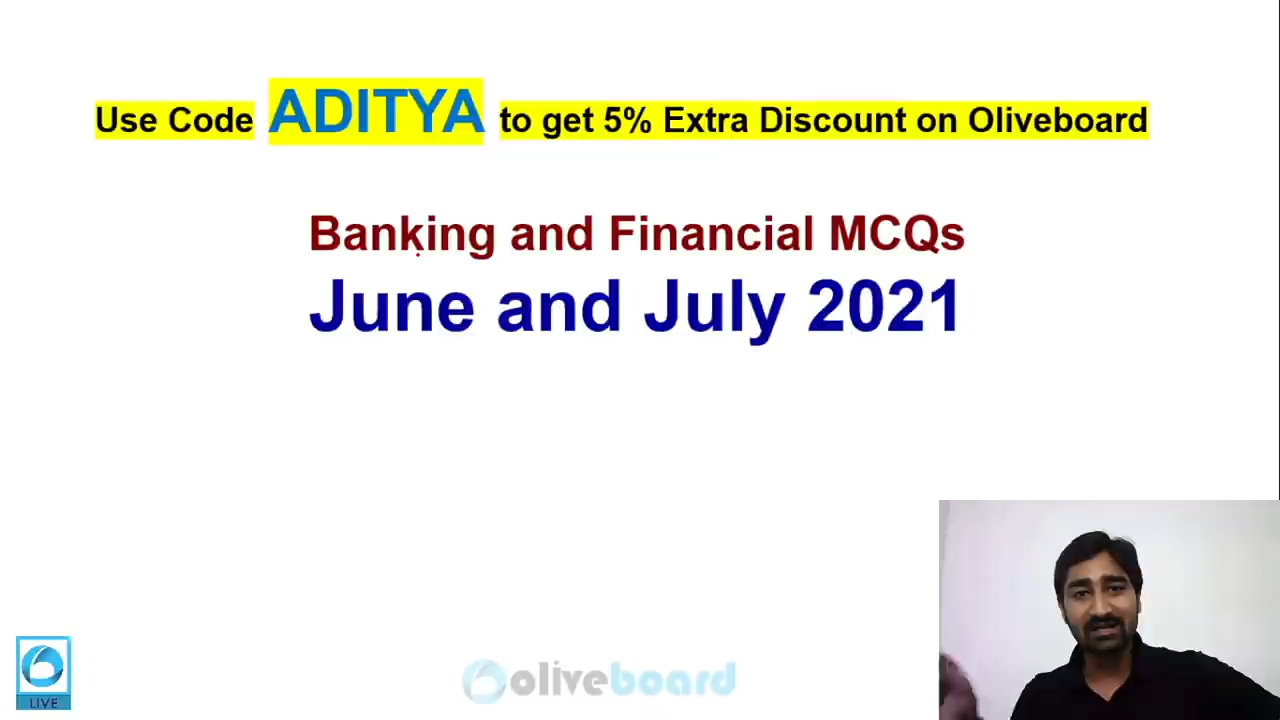 Use Code ADITYA to get 5% Extra Discount on Oliveboard
Banking and Financial MCQs
June and July 2021
oliveboard
LIVE